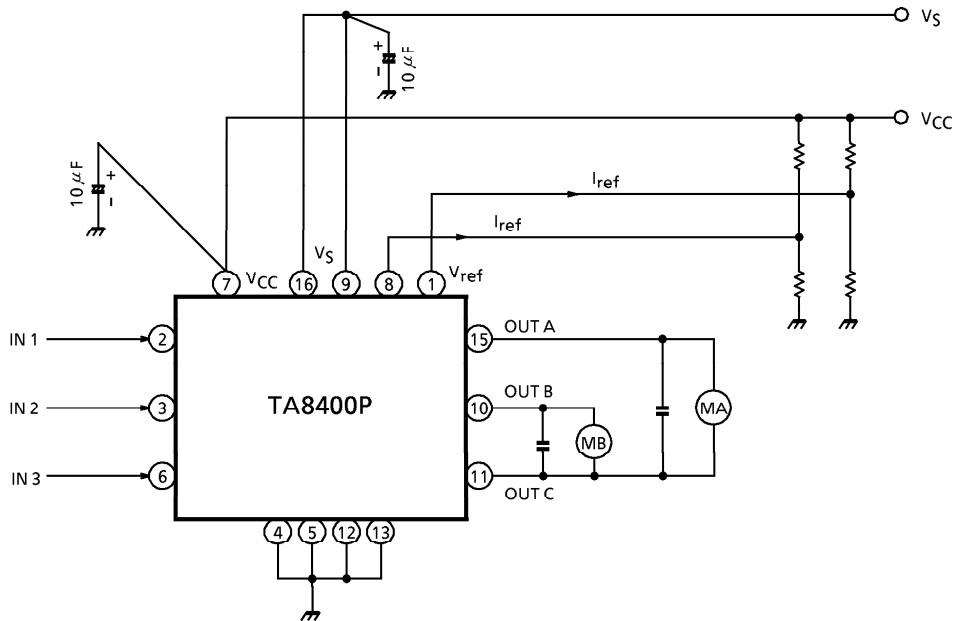 VS
+
-
10 μF
VCC
10 μF
+
-
Iref
Iref
VS
7
VCC
16
9
8
1
Vref
IN 1
2
15
OUT A
TA8400P
IN 2
3
10
OUT B
MA
MB
IN 3
6
11
OUT C
4
5
12
13